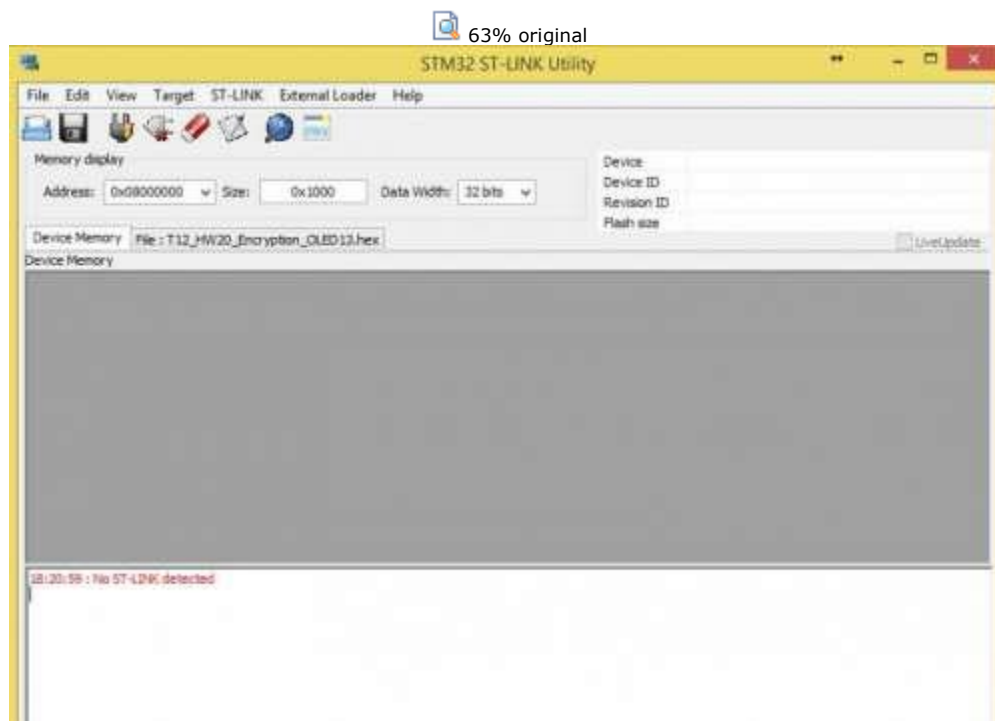 63% original
STM32 ST-LINK Utility
File Edit View Target ST-LINK External Loader Help
Memory display
Address: 0x08000000 Size: 0x1000 Data Width: 32 bits
Device
Device ID
Revision ID
Flash size
LiveUpdate
Device Memory File : T12_HW20_Encryption_OLED13.hex
Device Memory
18:20:59 : No ST-LINK detected